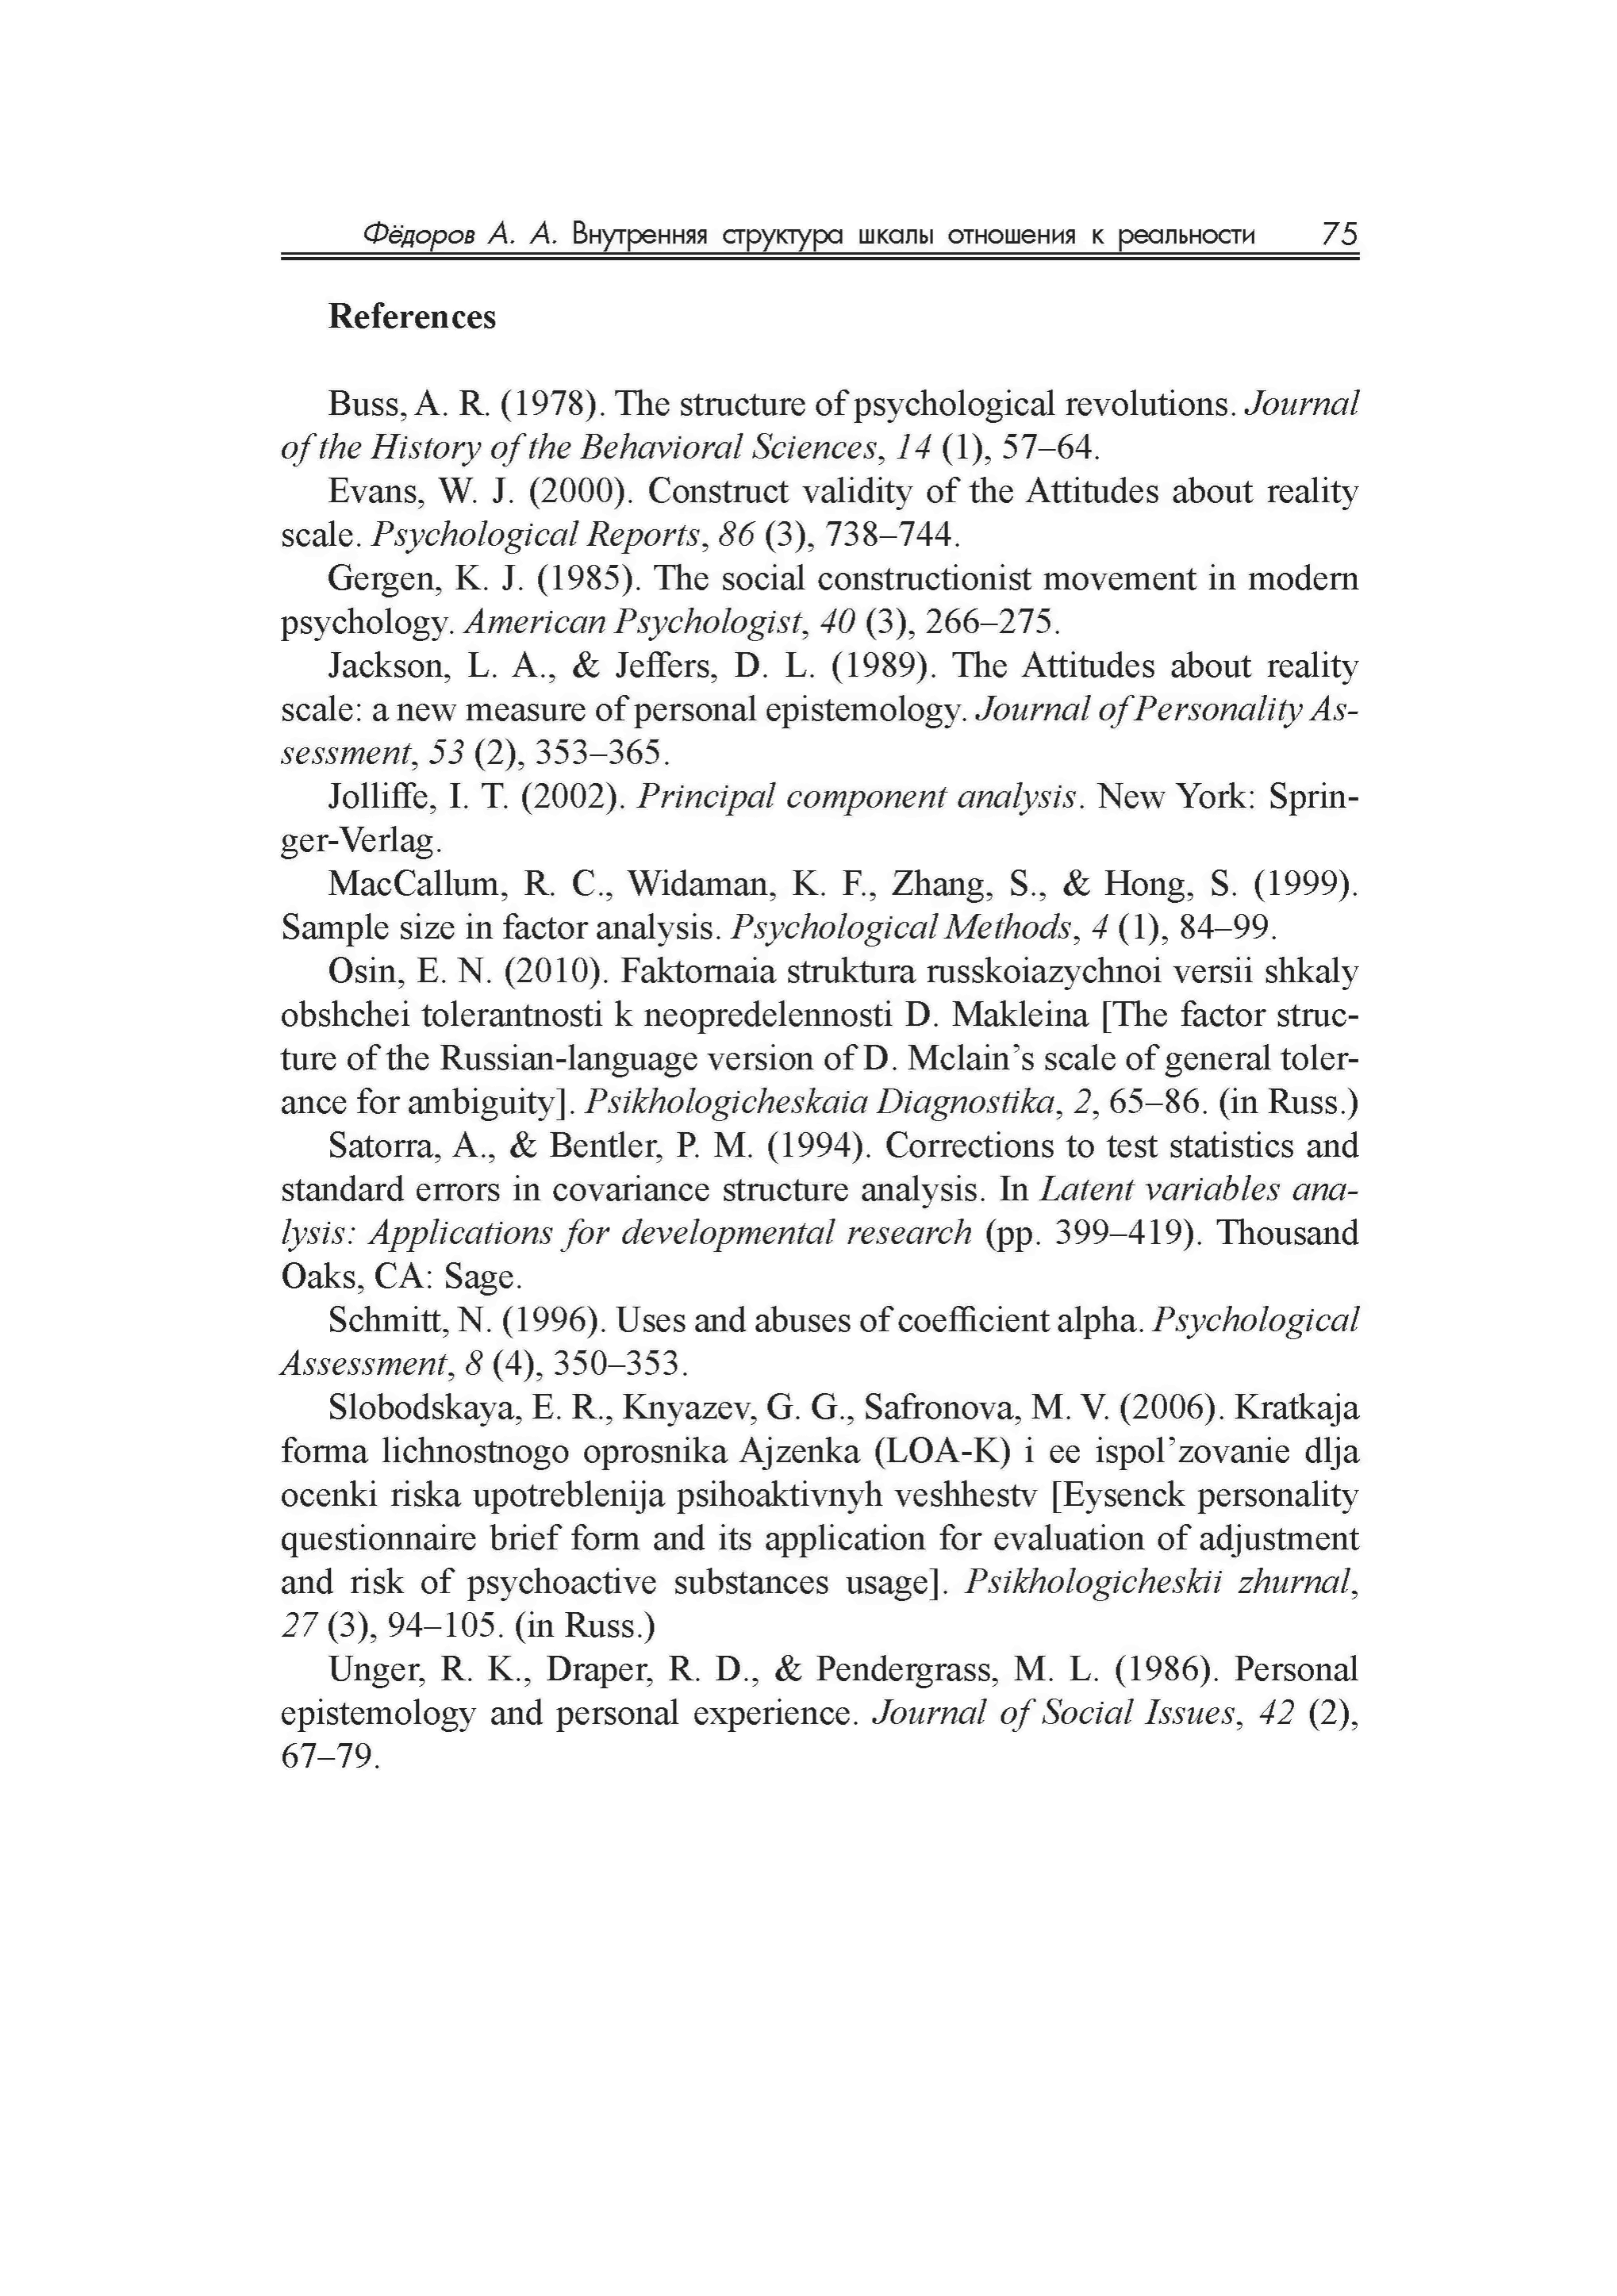 Фёдоров А. А. Внутренняя структура шкалы отношения к реальности 75
References
Buss, A. R. (1978). The structure of psychological revolutions. Journal
of the History of the Behavioral Sciences, 14 (1), 57–64.
Evans, W. J. (2000). Construct validity of the Attitudes about reality
scale. Psychological Reports, 86 (3), 738–744.
Gergen, K. J. (1985). The social constructionist movement in modern
psychology. American Psychologist, 40 (3), 266–275.
Jackson, L. A., & Jeffers, D. L. (1989). The Attitudes about reality
scale: a new measure of personal epistemology. Journal of Personality As-
sessment, 53 (2), 353–365.
Jolliffe, I. T. (2002). Principal component analysis. New York: Sprin-
ger-Verlag.
MacCallum, R. C., Widaman, K. F., Zhang, S., & Hong, S. (1999).
Sample size in factor analysis. Psychological Methods, 4 (1), 84–99.
Osin, E. N. (2010). Faktornaia struktura russkoiazychnoi versii shkaly
obshchei tolerantnosti k neopredelennosti D. Makleina [The factor struc-
ture of the Russian-language version of D. Mclain’s scale of general toler-
ance for ambiguity]. Psikhologicheskaia Diagnostika, 2, 65–86. (in Russ.)
Satorra, A., & Bentler, P. M. (1994). Corrections to test statistics and
standard errors in covariance structure analysis. In Latent variables ana-
lysis: Applications for developmental research (pp. 399–419). Thousand
Oaks, CA: Sage.
Schmitt, N. (1996). Uses and abuses of coefficient alpha. Psychological
Assessment, 8 (4), 350–353.
Slobodskaya, E. R., Knyazev, G. G., Safronova, M. V. (2006). Kratkaja
forma lichnostnogo oprosnika Ajzenka (LOA-K) i ee ispol’zovanie dlja
ocenki riska upotreblenija psihoaktivnyh veshhestv [Eysenck personality
questionnaire brief form and its application for evaluation of adjustment
and risk of psychoactive substances usage]. Psikhologicheskii zhurnal,
27 (3), 94–105. (in Russ.)
Unger, R. K., Draper, R. D., & Pendergrass, M. L. (1986). Personal
epistemology and personal experience. Journal of Social Issues, 42 (2),
67–79.